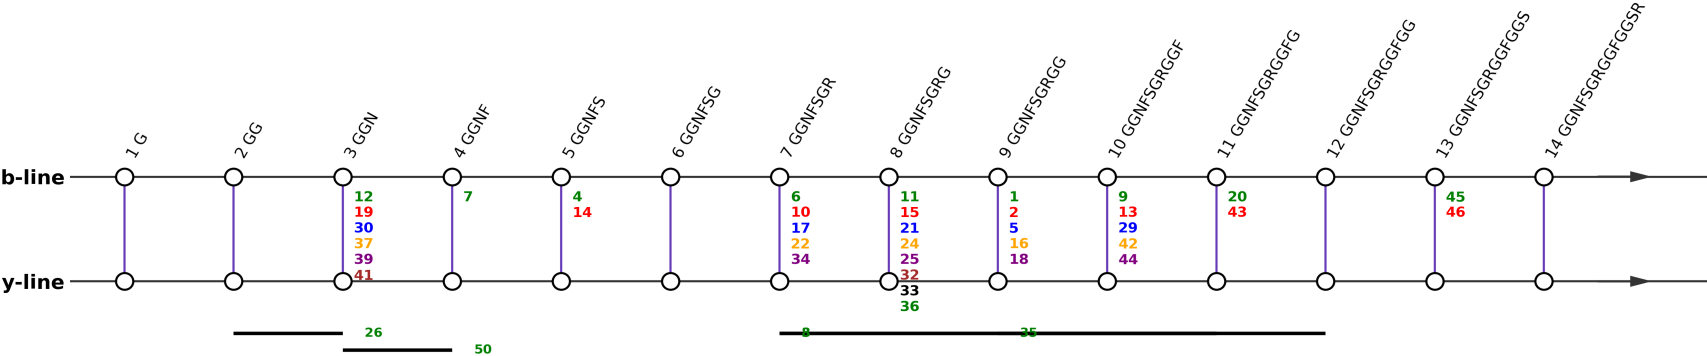 1 G
2 GG
3 GGN
4 GGNF
5 GGNFS
6 GGNFSG
7 GGNFSGR
8 GGNFSGRG
9 GGNFSGRGG
10 GGNFSGRGGF
11 GGNFSGRGGFG
12 GGNFSGRGGFGG
13 GGNFSGRGGFGGS
14 GGNFSGRGGFGGSR
b-line
12 7 4 6 11 1 9 20 45
19 14 10 15 2 13 43 46
30 17 21 5 29
37 22 24 16 42
39 34 25 18 44
41 32
y-line
33
36
26 8 35
50